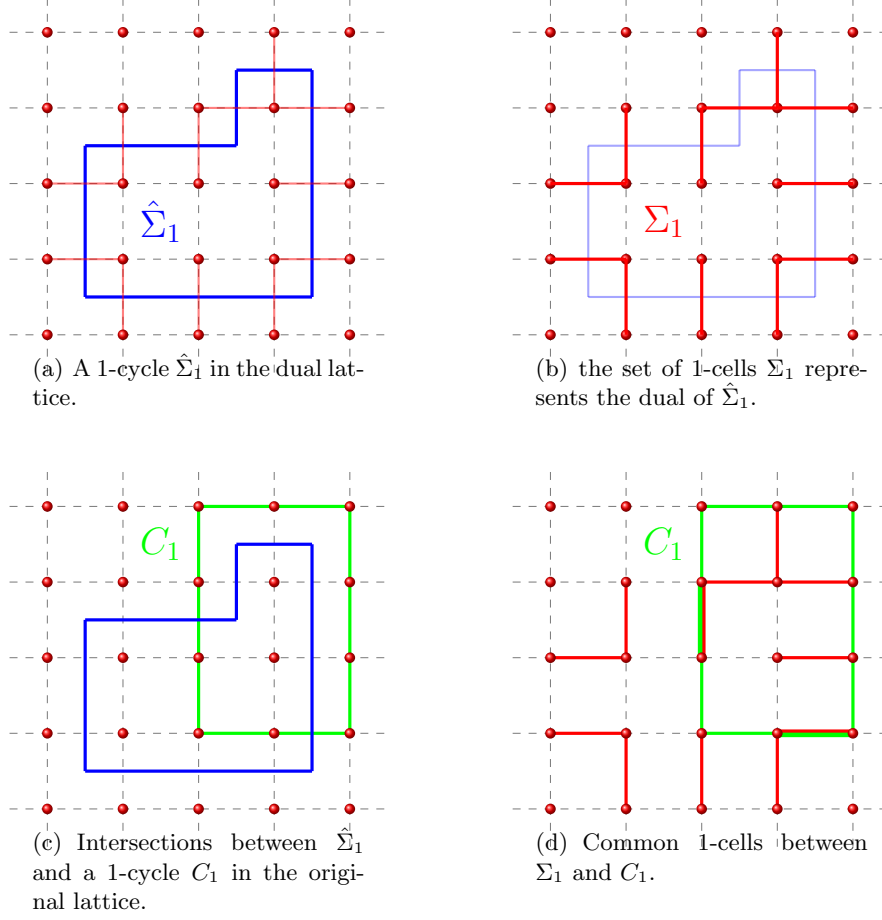 Σ̂₁
Σ₁
(a) A 1-cycle Σ̂₁ in the dual lat-
tice.
(b) the set of 1-cells Σ₁ repre-
sents the dual of Σ̂₁.
C₁
C₁
(c) Intersections between Σ̂₁
and a 1-cycle C₁ in the origi-
nal lattice.
(d) Common 1-cells between
Σ₁ and C₁.